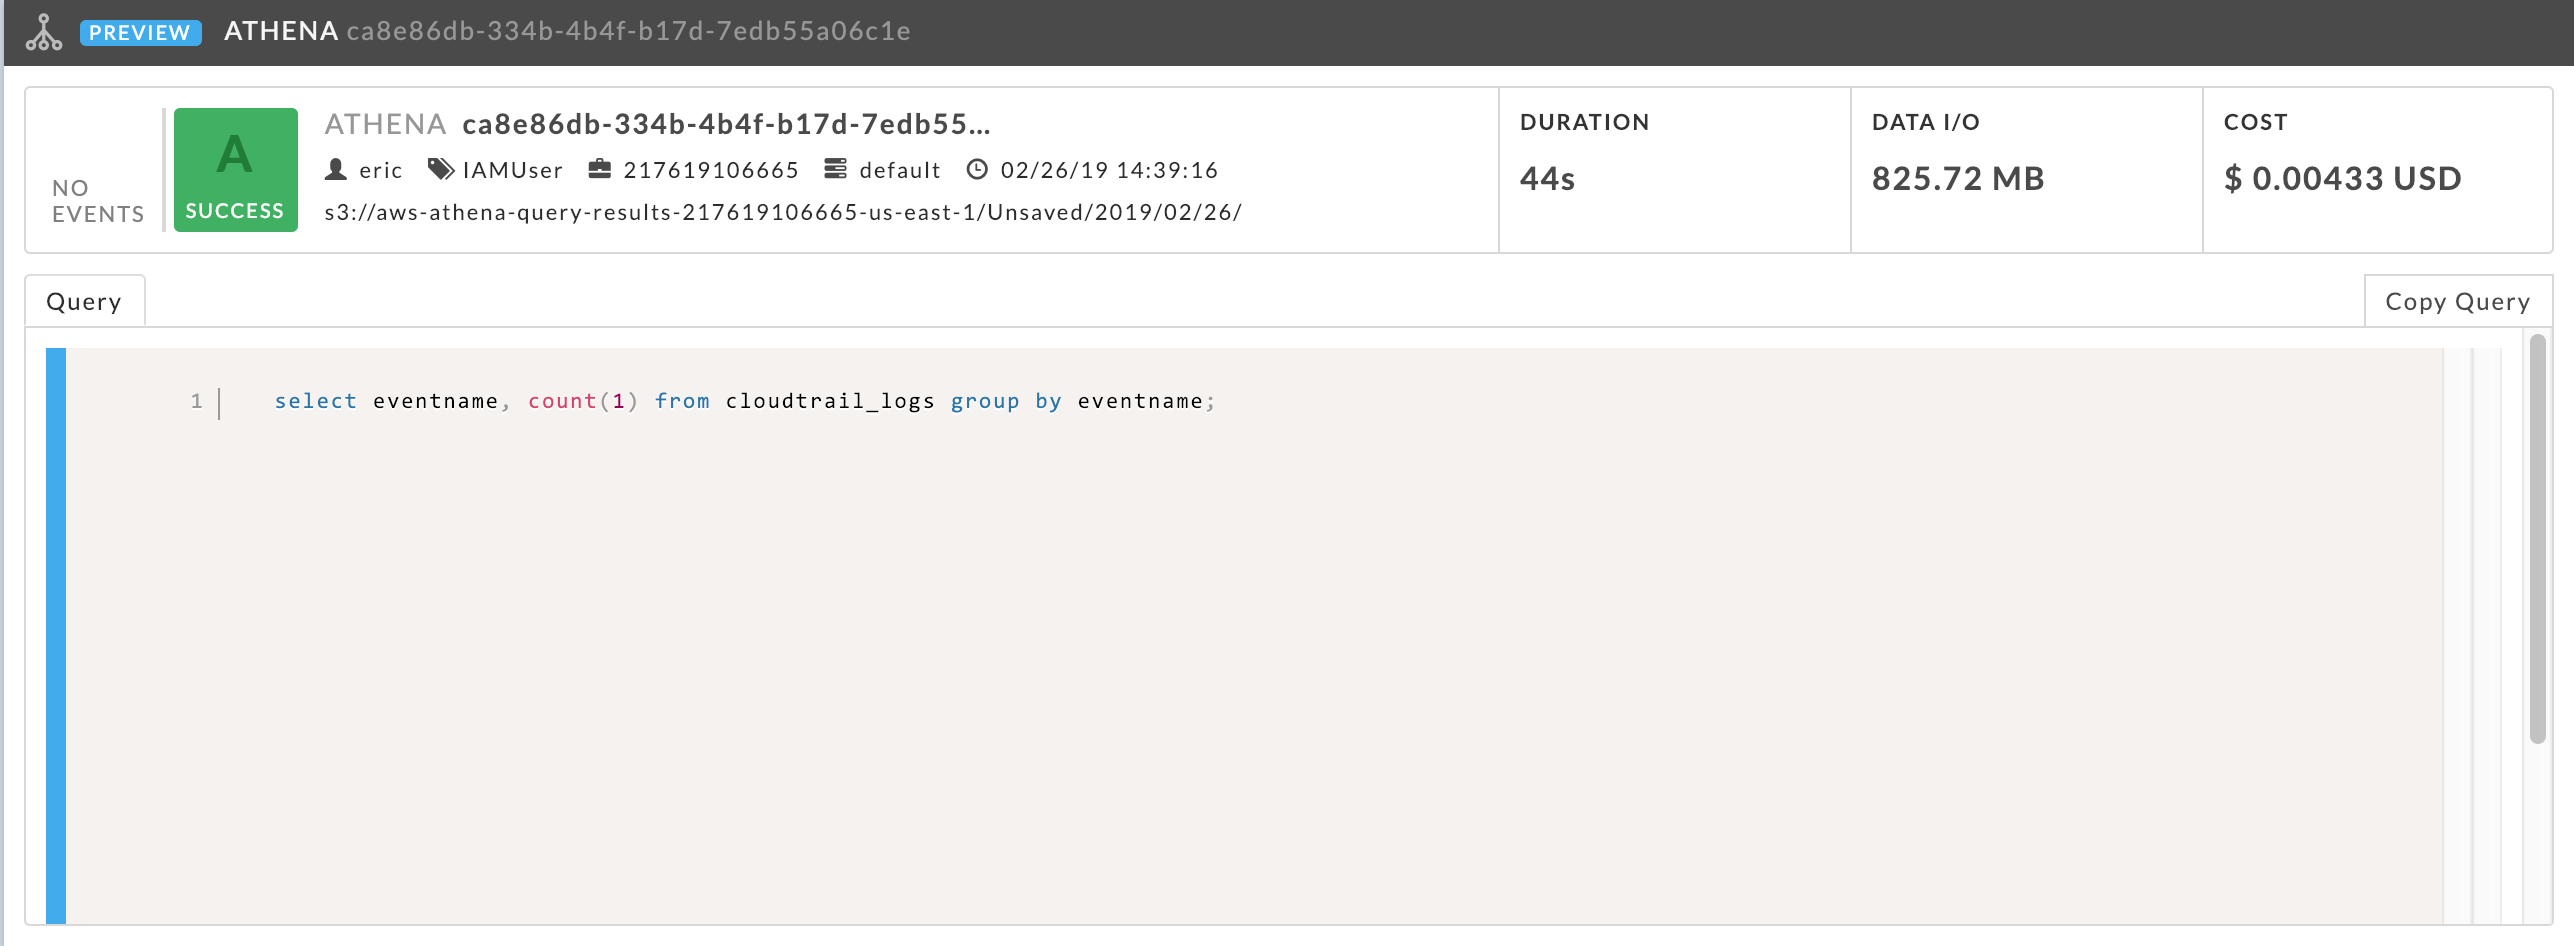 PREVIEW ATHENA ca8e86db-334b-4b4f-b17d-7edb55a06c1e
NO EVENTS
A
SUCCESS
ATHENA ca8e86db-334b-4b4f-b17d-7edb55...
eric IAMUser 217619106665 default 02/26/19 14:39:16
s3://aws-athena-query-results-217619106665-us-east-1/Unsaved/2019/02/26/
DURATION
44s
DATA I/O
825.72 MB
COST
$ 0.00433 USD
Query
Copy Query
1 select eventname, count(1) from cloudtrail_logs group by eventname;